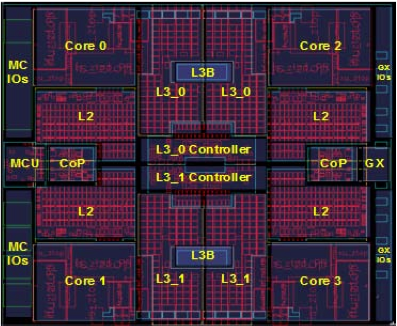 Core 0
Core 2
MC
IOs
L3B
GX
IOs
L3_0
L3_0
L2
L2
L3_0 Controller
MCU
CoP
CoP
GX
L3_1 Controller
L2
L2
MC
IOs
L3B
GX
IOs
Core 1
L3_1
L3_1
Core 3